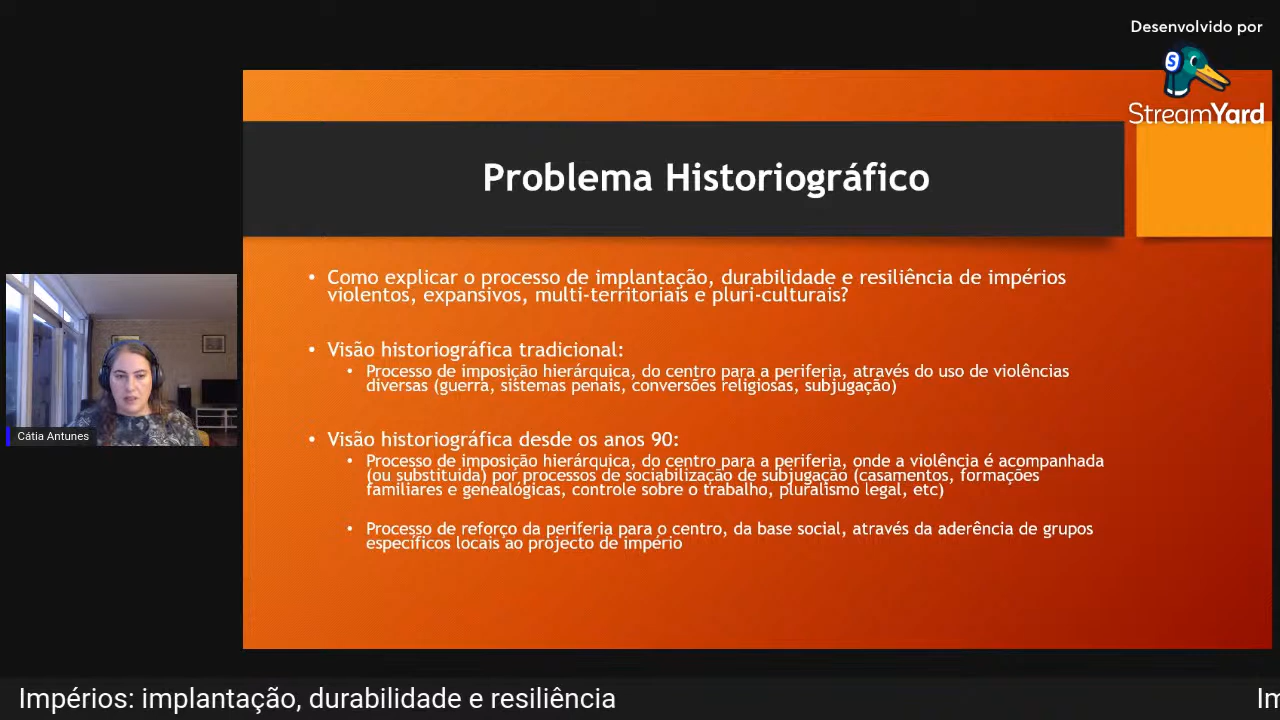 Desenvolvido por
StreamYard
Problema Historiográfico
• Como explicar o processo de implantação, durabilidade e resiliência de impérios
violentos, expansivos, multi-territoriais e pluri-culturais?
• Visão historiográfica tradicional:
• Processo de imposição hierárquica, do centro para a periferia, através do uso de violências
diversas (guerra, sistemas penais, conversões religiosas, subjugação)
• Visão historiográfica desde os anos 90:
• Processo de imposição hierárquica, do centro para a periferia, onde a violência é acompanhada
(ou substituida) por processos de sociabilização de subjugação (casamentos, formações
familiares e genealógicas, controle sobre o trabalho, pluralismo legal, etc)
• Processo de reforço da periferia para o centro, da base social, através da aderência de grupos
específicos locais ao projecto de império
Cátia Antunes
Impérios: implantação, durabilidade e resiliência
Im